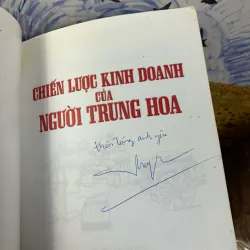 CHIẾN LƯỢC KINH DOANH
CỦA
NGƯỜI TRUNG HOA
thân tặng anh yêu